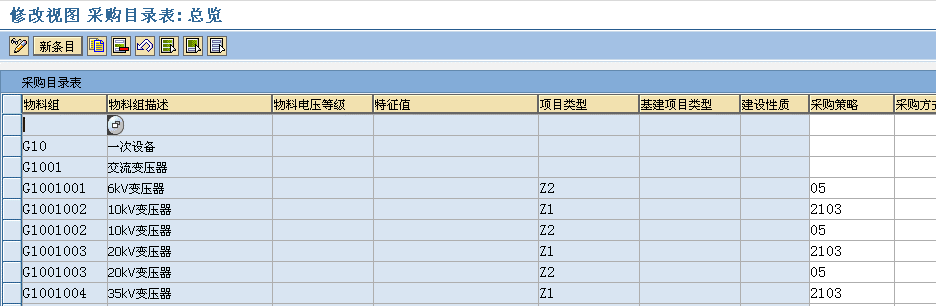 修改视图 采购目录表: 总览
新条目
采购目录表
物料组 物料组描述 物料电压等级 特征值 项目类型 基建项目类型 建设性质 采购策略 采购方式
G10 一次设备
G1001 交流变压器
G1001001 6kV变压器 Z2 05
G1001002 10kV变压器 Z1 2103
G1001002 10kV变压器 Z2 05
G1001003 20kV变压器 Z1 2103
G1001003 20kV变压器 Z2 05
G1001004 35kV变压器 Z1 2103